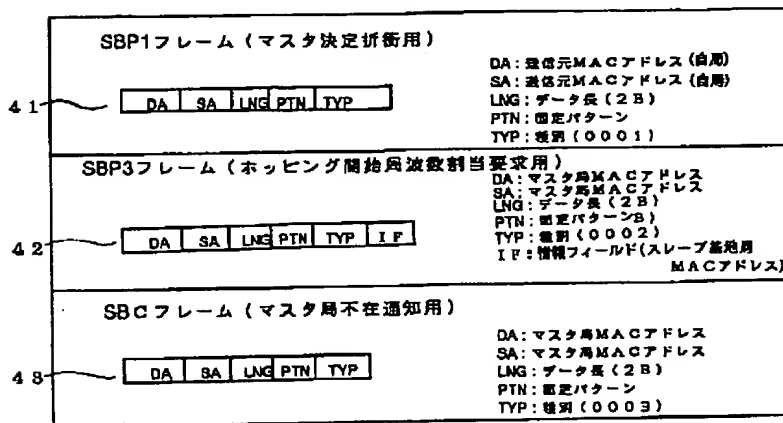 SBP1フレーム(マスタ決定折衝用)
41
DA SA LNG PTN TYP
DA:送信元MACアドレス(自局)
SA:送信元MACアドレス(自局)
LNG:データ長(2B)
PTN:固定パターン
TYP:種別(0001)
SBP3フレーム(ホッピング開始周波数割当要求用)
42
DA SA LNG PTN TYP IF
DA:マスタ局MACアドレス
SA:マスタ局MACアドレス
LNG:データ長(2B)
PTN:固定パターンB)
TYP:種別(0002)
IF:情報フィールド(スレーブ基地局
MACアドレス)
SBCフレーム(マスタ局不在通知用)
43
DA SA LNG PTN TYP
DA:マスタ局MACアドレス
SA:マスタ局MACアドレス
LNG:データ長(2B)
PTN:固定パターン
TYP:種別(0003)